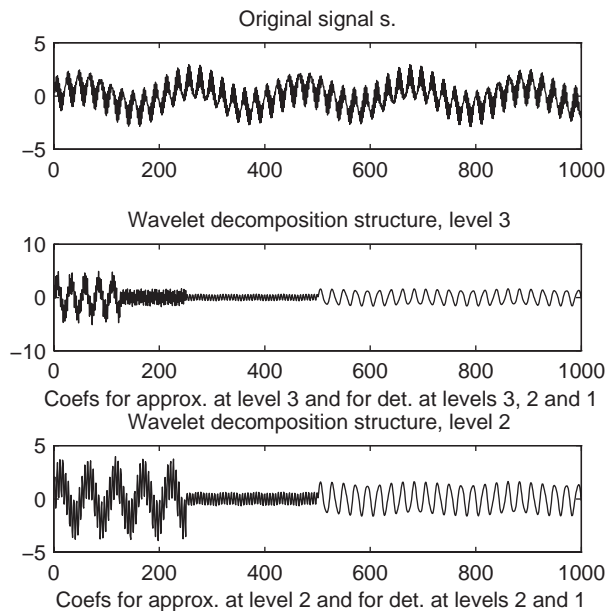 Original signal s.
5
0
−5
0 200 400 600 800 1000
Wavelet decomposition structure, level 3
10
0
−10
0 200 400 600 800 1000
Coefs for approx. at level 3 and for det. at levels 3, 2 and 1
Wavelet decomposition structure, level 2
5
0
−5
0 200 400 600 800 1000
Coefs for approx. at level 2 and for det. at levels 2 and 1